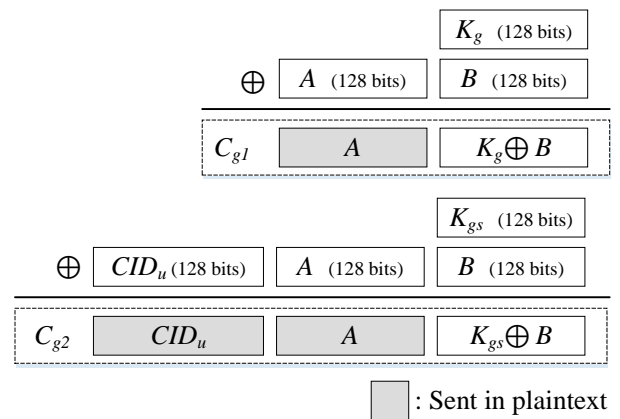 K_g (128 bits)
⊕ A (128 bits) B (128 bits)
C_g1 A K_g⊕B
K_gs (128 bits)
⊕ CID_u (128 bits) A (128 bits) B (128 bits)
C_g2 CID_u A K_gs⊕B
: Sent in plaintext